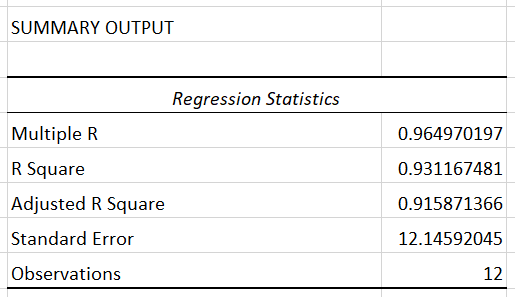 SUMMARY OUTPUT
Regression Statistics
Multiple R 0.964970197
R Square 0.931167481
Adjusted R Square 0.915871366
Standard Error 12.14592045
Observations 12